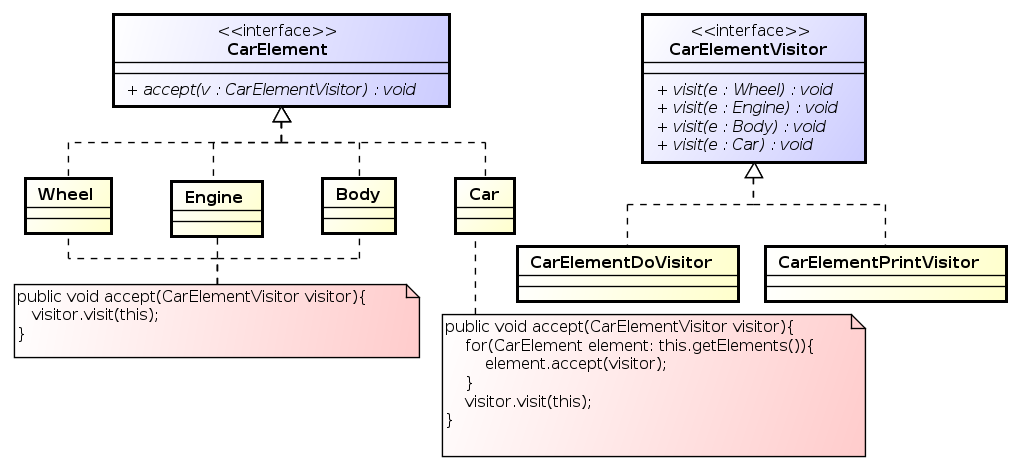 <<interface>>
CarElement
+ accept(v : CarElementVisitor) : void
<<interface>>
CarElementVisitor
+ visit(e : Wheel) : void
+ visit(e : Engine) : void
+ visit(e : Body) : void
+ visit(e : Car) : void
Wheel
Engine
Body
Car
CarElementDoVisitor
CarElementPrintVisitor
public void accept(CarElementVisitor visitor){
visitor.visit(this);
}
public void accept(CarElementVisitor visitor){
for(CarElement element: this.getElements()){
element.accept(visitor);
}
visitor.visit(this);
}